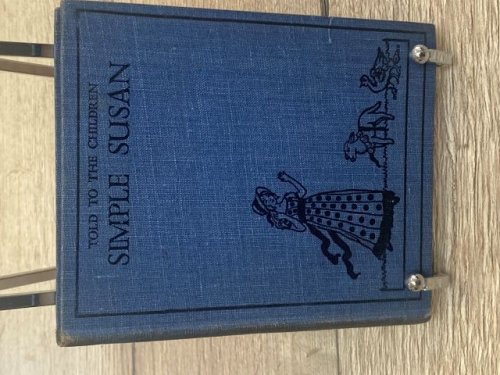 TOLD TO THE CHILDREN
SIMPLE SUSAN